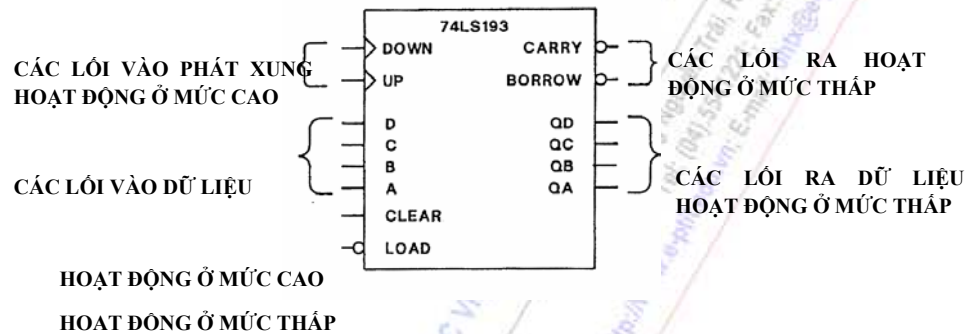 74LS193
DOWN CARRY
CÁC LỐI VÀO PHÁT XUNG
HOẠT ĐỘNG Ở MỨC CAO
UP BORROW
CÁC LỐI RA HOẠT
ĐỘNG Ở MỨC THẤP
D QD
C QC
B QB
A QA
CÁC LỐI VÀO DỮ LIỆU
CÁC LỐI RA DỮ LIỆU
HOẠT ĐỘNG Ở MỨC THẤP
CLEAR
LOAD
HOẠT ĐỘNG Ở MỨC CAO
HOẠT ĐỘNG Ở MỨC THẤP